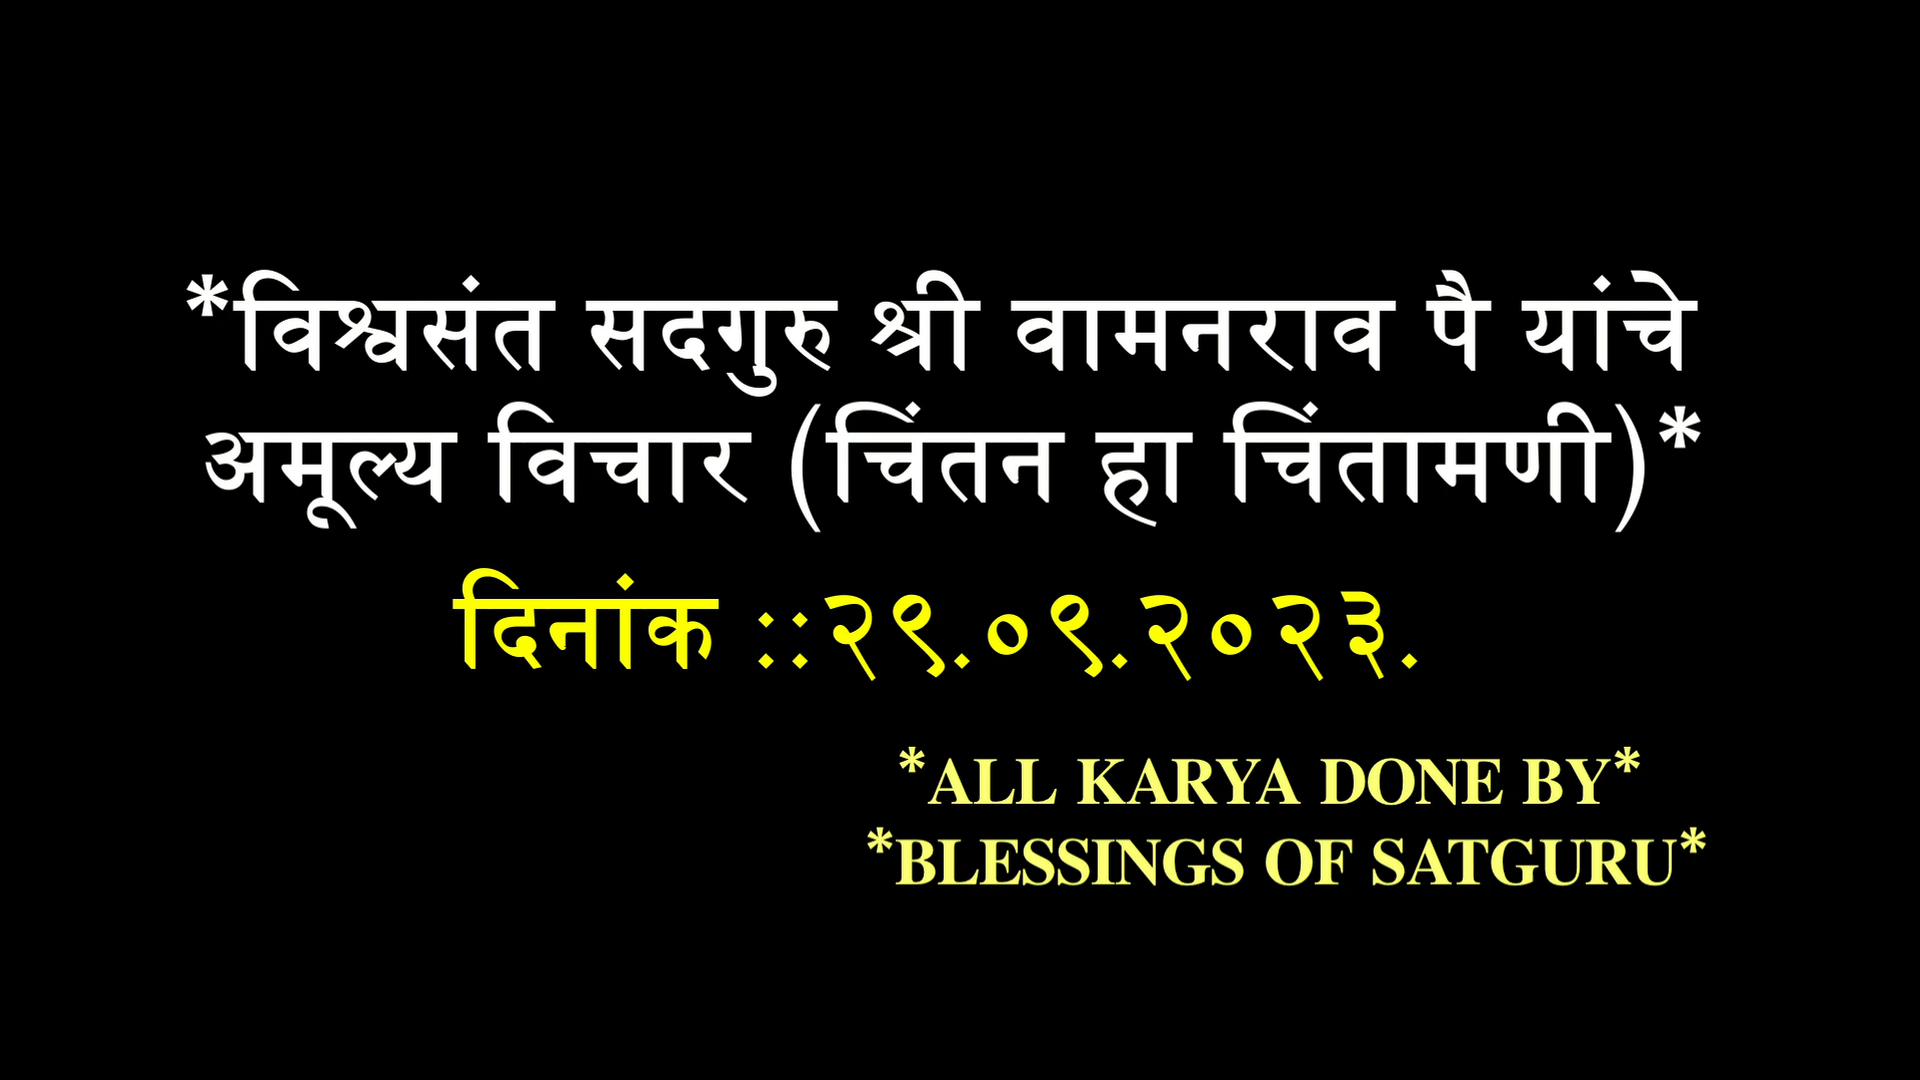 *विश्वसंत सदगुरु श्री वामनराव पै यांचे
अमूल्य विचार (चिंतन हा चिंतामणी)*
दिनांक ::२९.०९.२०२३.
*ALL KARYA DONE BY*
*BLESSINGS OF SATGURU*